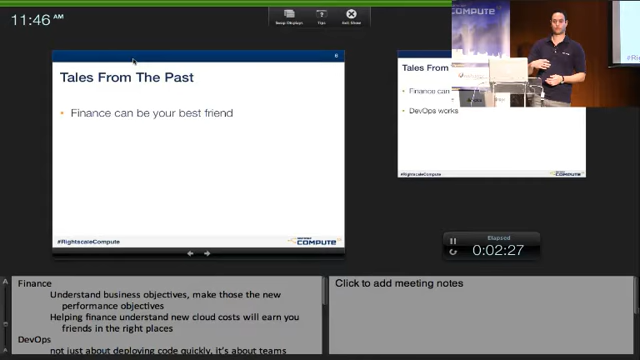 11:46 AM
Swap Displays
Tips
Exit Show
COMPUTE
6
Tales From The Past
• Finance can be your best friend
#RightscaleCompute
COMPUTE
Tales From
• Finance can
• DevOps works.
#RightscaleCompute
COMPUTE
Elapsed
0:02:27
Finance
Understand business objectives, make those the new
performance objectives
Helping finance understand new cloud costs will earn you
friends in the right places
DevOps
not just about deploying code quickly, it's about teams
Click to add meeting notes